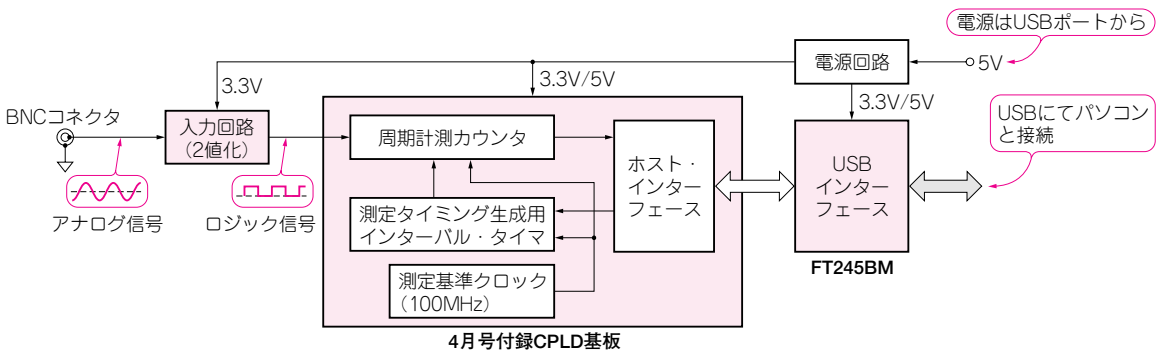 電源はUSBポートから
電源回路
5V
3.3V
3.3V/5V
3.3V/5V
BNCコネクタ
入力回路
(2値化)
アナログ信号
ロジック信号
周期計測カウンタ
測定タイミング生成用
インターバル・タイマ
測定基準クロック
(100MHz)
ホスト・
インター
フェース
USB
インター
フェース
FT245BM
USBにてパソコン
と接続
4月号付録CPLD基板